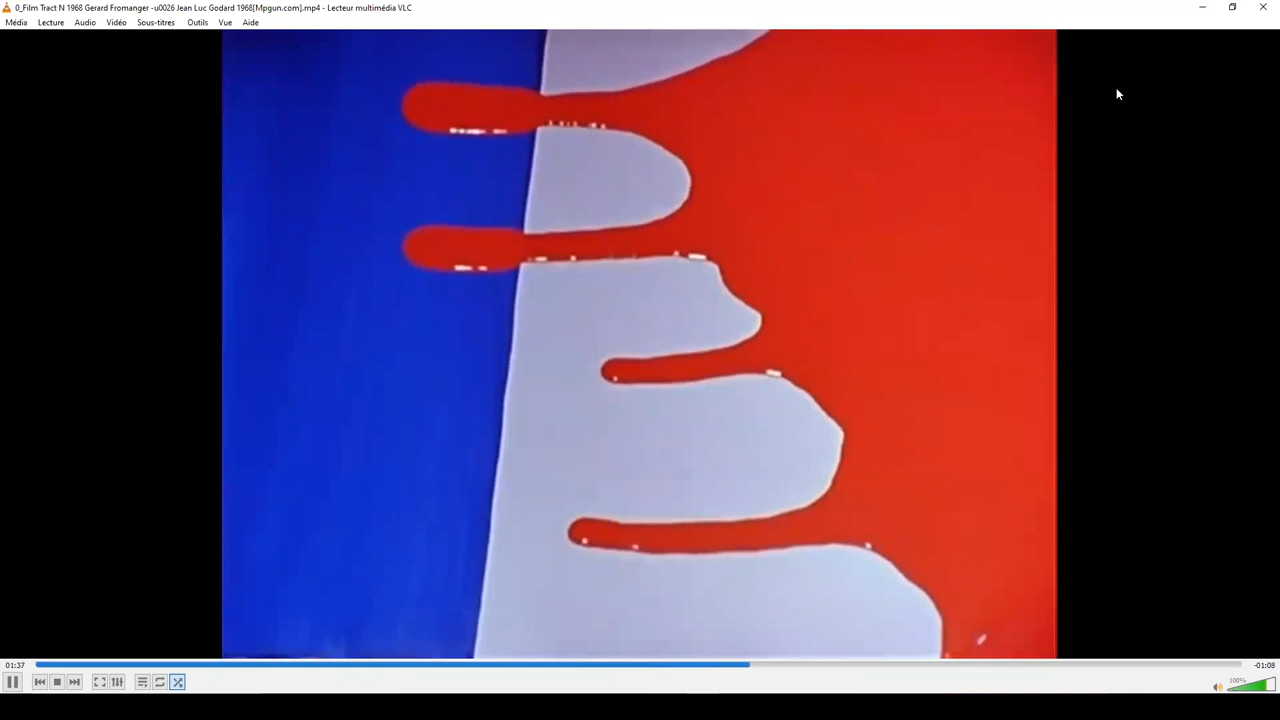 0_Film Tract N 1968 Gerard Fromanger -u0026 Jean Luc Godard 1968[Mpgun.com].mp4 - Lecteur multimédia VLC
Média Lecture Audio Vidéo Sous-titres Outils Vue Aide
01:37
-01:08
100%